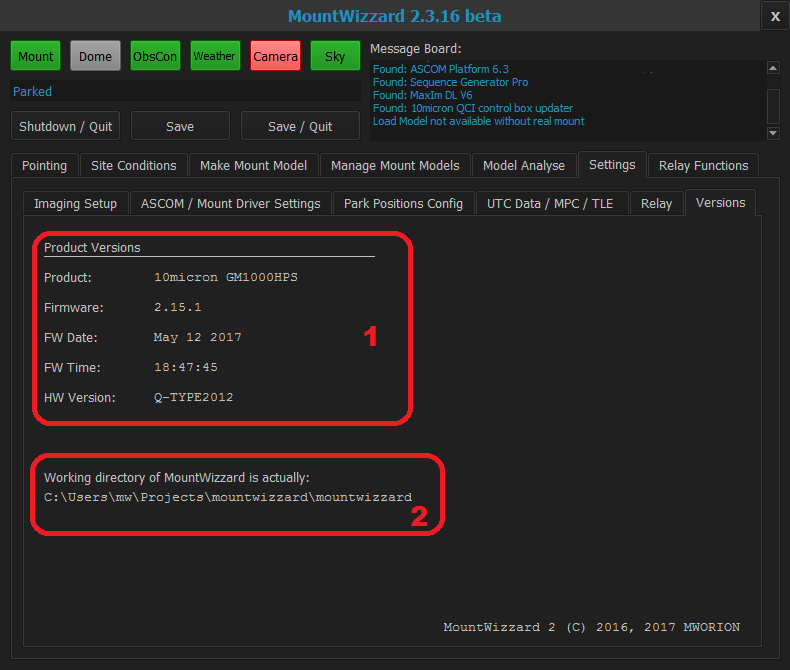 MountWizzard 2.3.16 beta
X
Mount Dome ObsCon Weather Camera Sky
Message Board:
Found: ASCOM Platform 6.3
Found: Sequence Generator Pro
Found: MaxIm DL V6
Found: 10micron QCI control box updater
Load Model not available without real mount
Parked
Shutdown / Quit Save Save / Quit
Pointing Site Conditions Make Mount Model Manage Mount Models Model Analyse Settings Relay Functions
Imaging Setup ASCOM / Mount Driver Settings Park Positions Config UTC Data / MPC / TLE Relay Versions
Product Versions
Product: 10micron GM1000HPS
Firmware: 2.15.1
1
FW Date: May 12 2017
FW Time: 18:47:45
HW Version: Q-TYPE2012
Working directory of MountWizzard is actually:
C:\Users\mw\Projects\mountwizzard\mountwizzard
2
MountWizzard 2 (C) 2016, 2017 MWORION